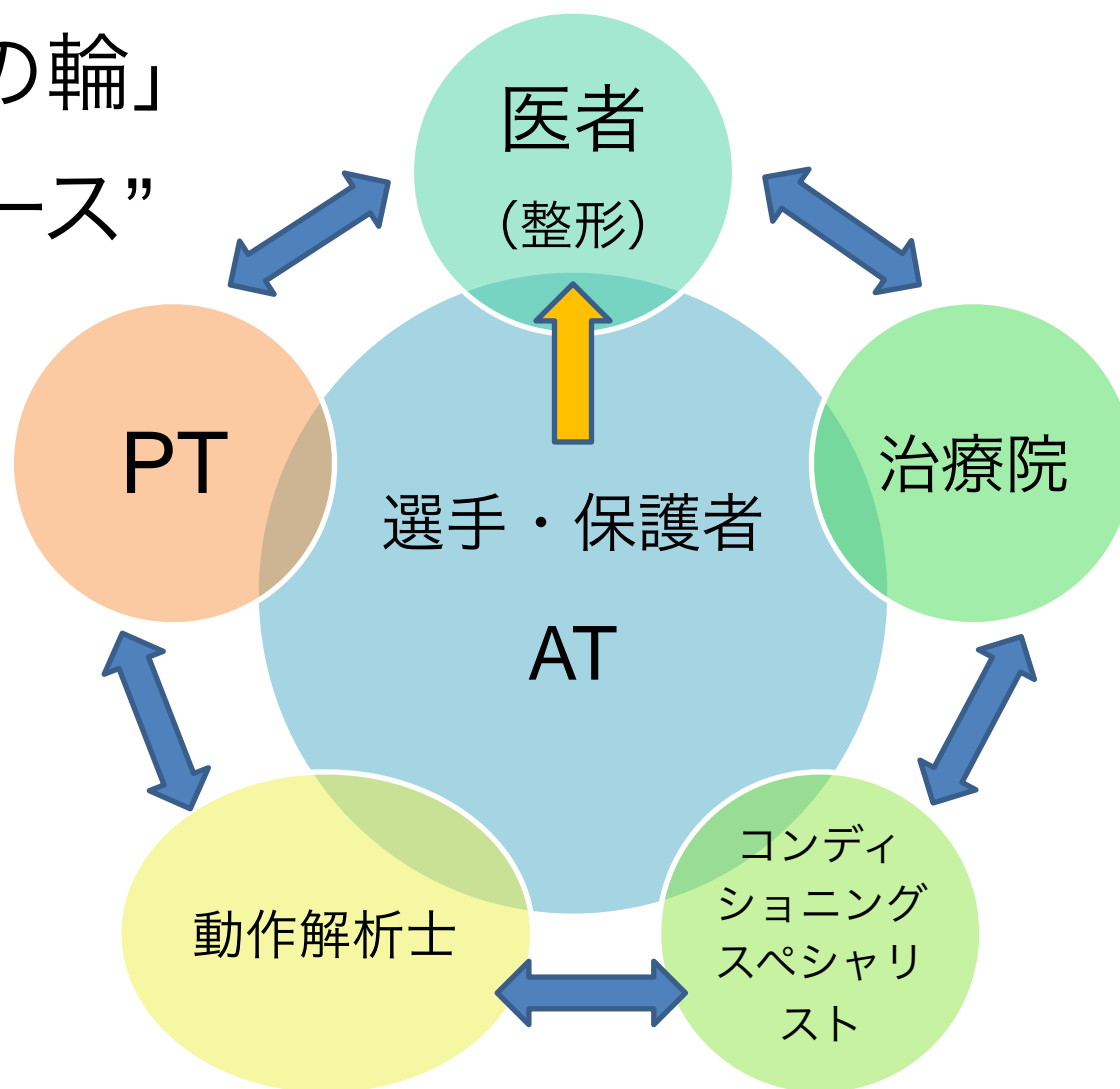 の輪」
ース”
医者
（整形）
PT
治療院
選手・保護者
AT
動作解析士
コンディ
ショニング
スペシャリ
スト